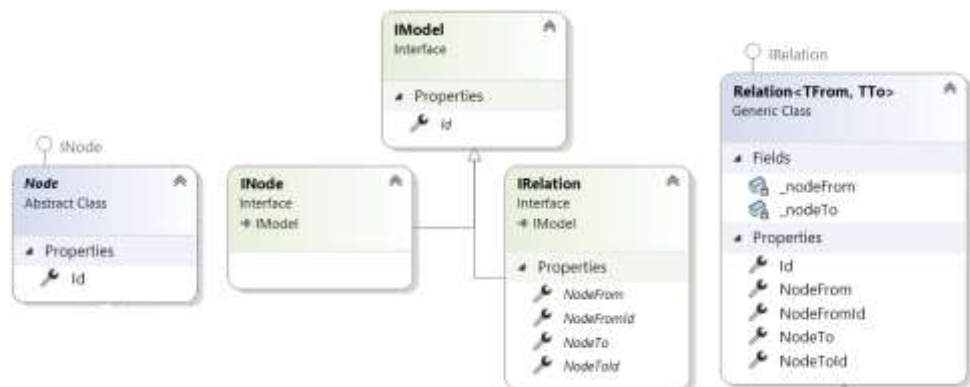 IModel
Interface
Properties
Id
INode
Node
Abstract Class
Properties
Id
INode
Interface
IModel
IRelation
Interface
IModel
Properties
NodeFrom
NodeFromId
NodeTo
NodeToId
IRelation
Relation<TFrom, TTo>
Generic Class
Fields
_nodeFrom
_nodeTo
Properties
Id
NodeFrom
NodeFromId
NodeTo
NodeToId